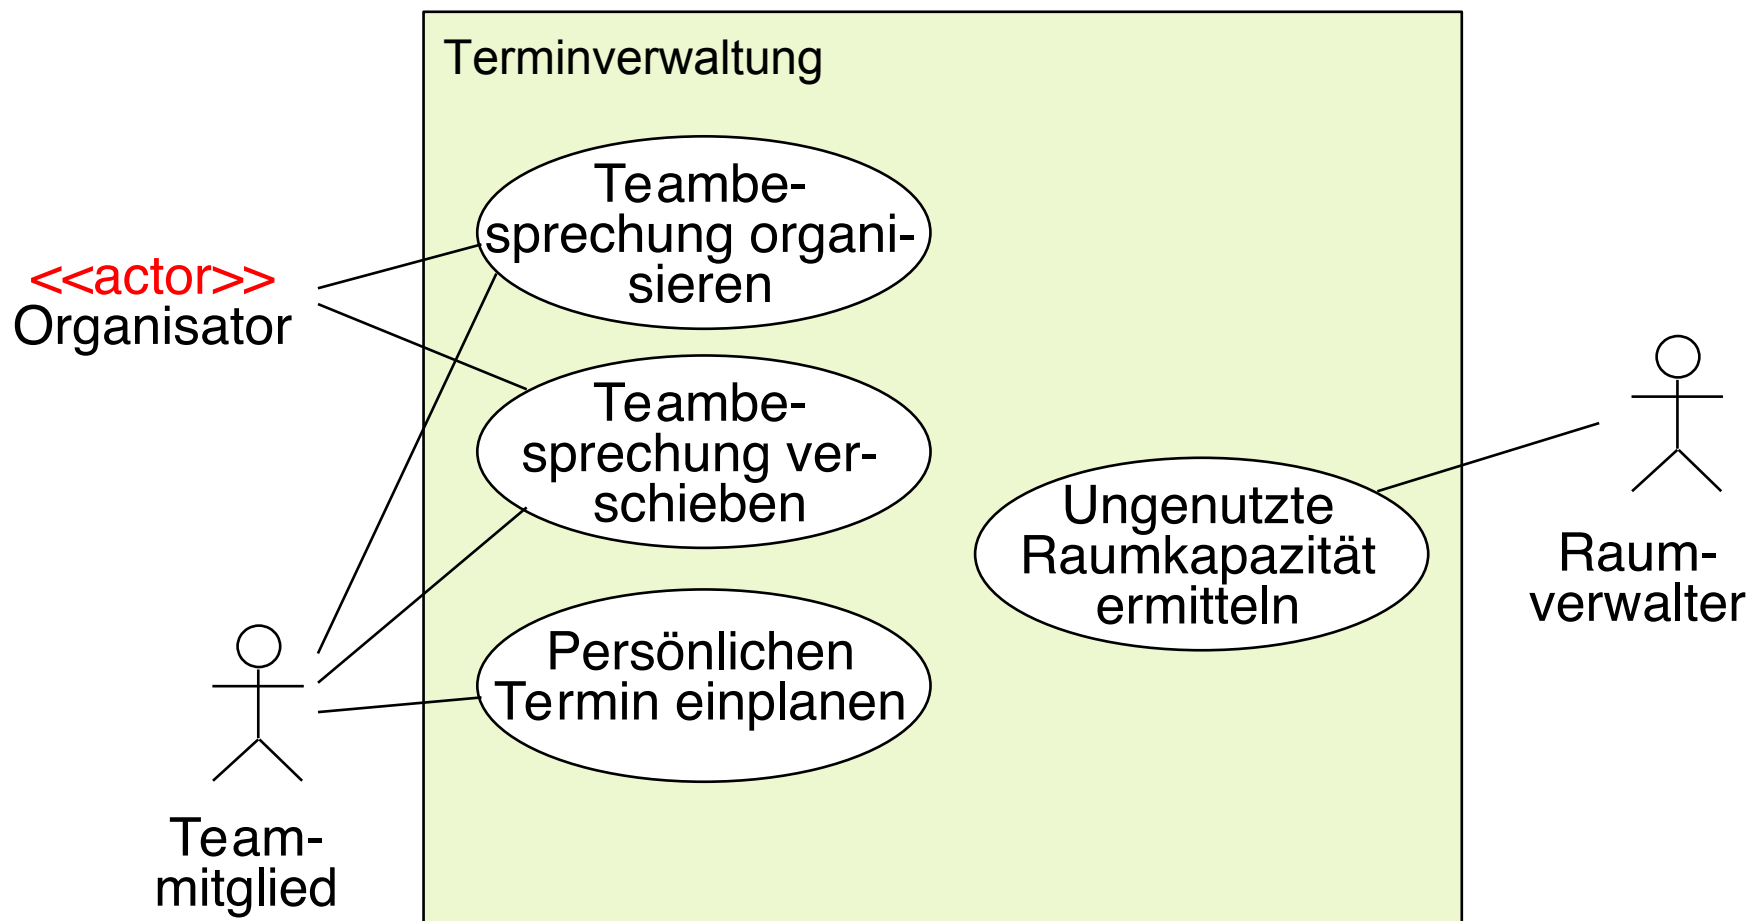 Terminverwaltung
Teambe-
sprechung organi-
sieren
<<actor>>
Organisator
Teambe-
sprechung ver-
schieben
Ungenutzte
Raumkapazität
ermitteln
Raum-
verwalter
Persönlichen
Termin einplanen
Team-
mitglied